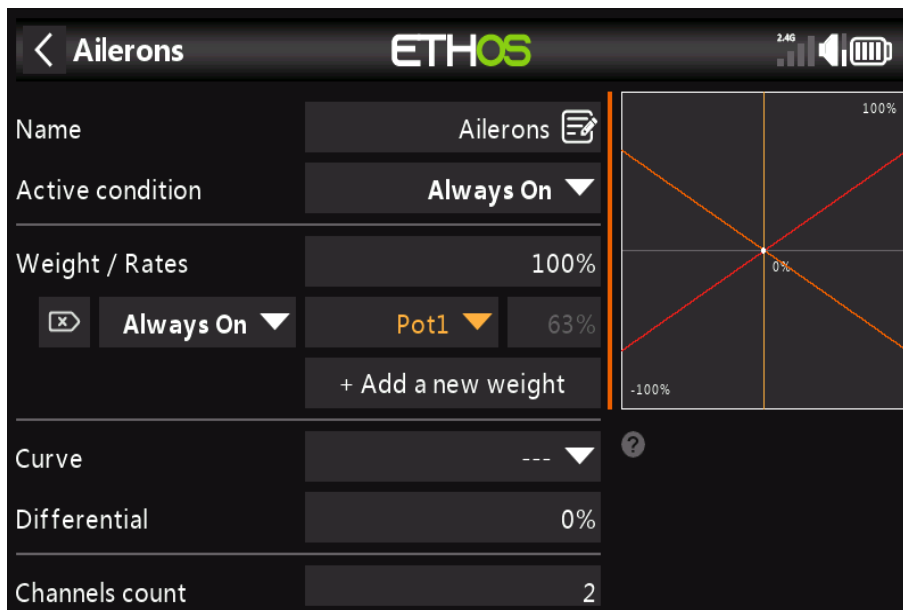 Ailerons ETHOS 2.4G
Name Ailerons
Active condition Always On
Weight / Rates 100%
Always On Pot1 63%
+ Add a new weight
Curve ---
Differential 0%
Channels count 2
100%
0%
-100%
?